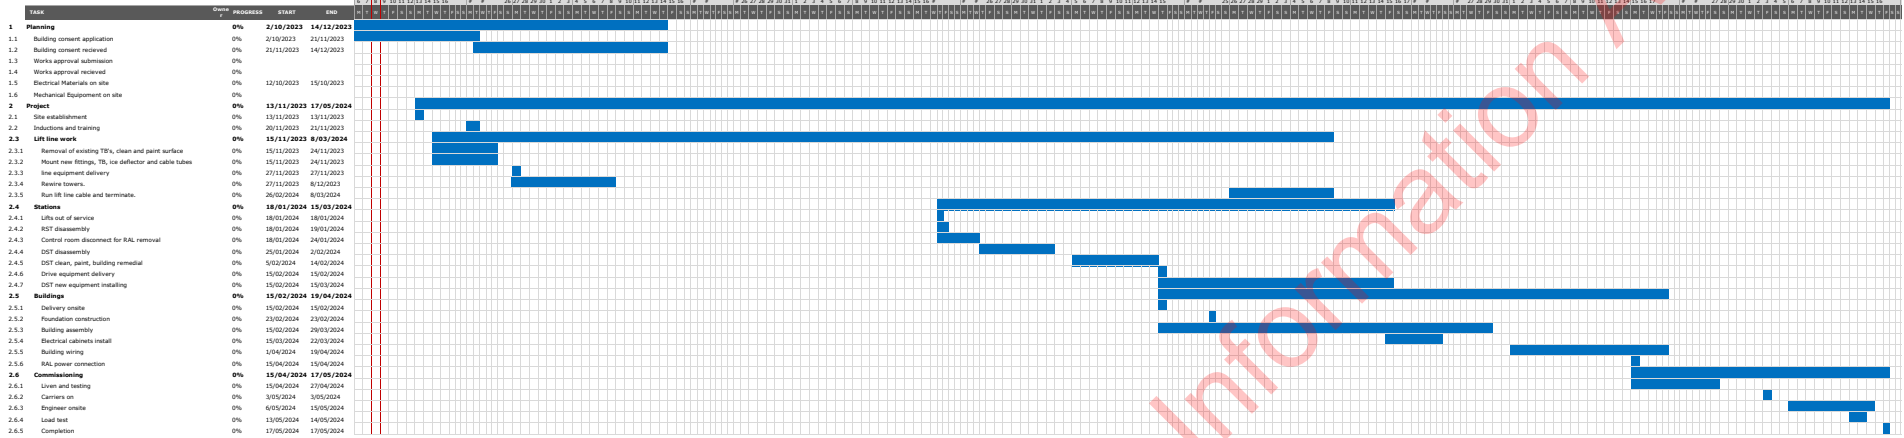 TASK Owner PROGRESS START END
1 Planning 0% 2/10/2023 14/12/2023
1.1 Building consent application 0% 2/10/2023 21/11/2023
1.2 Building consent recieved 0% 21/11/2023 14/12/2023
1.3 Works approval submission 0%
1.4 Works approval recieved 0%
1.5 Electrical Materials on site 0% 12/10/2023 15/10/2023
1.6 Mechanical Equipoment on site 0%
2 Project 0% 13/11/2023 17/05/2024
2.1 Site establishment 0% 13/11/2023 13/11/2023
2.2 Inductions and training 0% 20/11/2023 21/11/2023
2.3 Lift line work 0% 15/11/2023 8/03/2024
2.3.1 Removal of existing TB's, clean and paint surface 0% 15/11/2023 24/11/2023
2.3.2 Mount new fittings, TB, ice deflector and cable tubes 0% 15/11/2023 24/11/2023
2.3.3 line equipment delivery 0% 27/11/2023 27/11/2023
2.3.4 Rewire towers. 0% 27/11/2023 8/12/2023
2.3.5 Run lift line cable and terminate. 0% 26/02/2024 8/03/2024
2.4 Stations 0% 18/01/2024 15/03/2024
2.4.1 Lifts out of service 0% 18/01/2024 18/01/2024
2.4.2 RST disassembly 0% 18/01/2024 19/01/2024
2.4.3 Control room disconnect for RAL removal 0% 18/01/2024 24/01/2024
2.4.4 DST disassembly 0% 25/01/2024 2/02/2024
2.4.5 DST clean, paint, building remedial 0% 5/02/2024 14/02/2024
2.4.6 Drive equipment delivery 0% 15/02/2024 15/02/2024
2.4.7 DST new equipment installing 0% 15/02/2024 15/03/2024
2.5 Buildings 0% 15/02/2024 19/04/2024
2.5.1 Delivery onsite 0% 15/02/2024 15/02/2024
2.5.2 Foundation construction 0% 23/02/2024 23/02/2024
2.5.3 Building assembly 0% 15/02/2024 29/03/2024
2.5.4 Electrical cabinets install 0% 15/03/2024 22/03/2024
2.5.5 Building wiring 0% 1/04/2024 19/04/2024
2.5.6 RAL power connection 0% 15/04/2024 15/04/2024
2.6 Commissioning 0% 15/04/2024 17/05/2024
2.6.1 Liven and testing 0% 15/04/2024 27/04/2024
2.6.2 Carriers on 0% 3/05/2024 3/05/2024
2.6.3 Engineer onsite 0% 6/05/2024 15/05/2024
2.6.4 Load test 0% 13/05/2024 14/05/2024
2.6.5 Completion 0% 17/05/2024 17/05/2024
Information